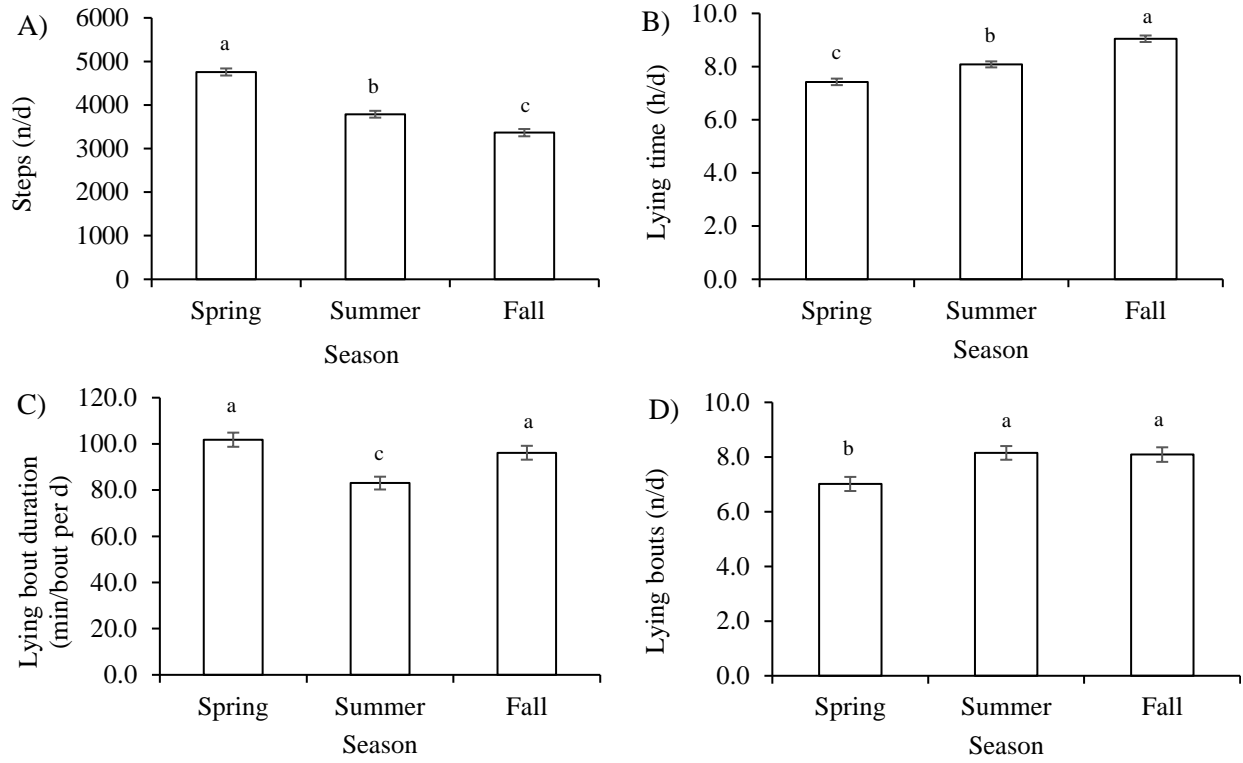 A)
Steps (n/d)
6000
5000
4000
3000
2000
1000
0
a
b
c
Spring Summer Fall
Season
B)
Lying time (h/d)
10.0
8.0
6.0
4.0
2.0
0.0
c
b
a
Spring Summer Fall
Season
C)
Lying bout duration
(min/bout per d)
120.0
100.0
80.0
60.0
40.0
20.0
0.0
a
c
a
Spring Summer Fall
Season
D)
Lying bouts (n/d)
10.0
8.0
6.0
4.0
2.0
0.0
b
a
a
Spring Summer Fall
Season